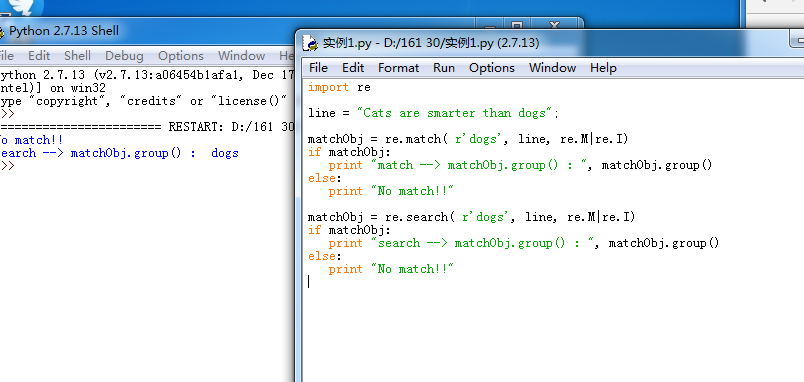 Python 2.7.13 Shell
File Edit Shell Debug Options Window
ython 2.7.13 (v2.7.13:a06454b1afa1, Dec 17
ntel)] on win32
ype "copyright", "credits" or "license()"
>>
====================== RESTART: D:/161 30
o match!!
earch --> matchObj.group() :  dogs
>>
实例1.py - D:/161 30/实例1.py (2.7.13)
File Edit Format Run Options Window Help
import re
line = "Cats are smarter than dogs";
matchObj = re.match( r'dogs', line, re.M|re.I)
if matchObj:
   print "match --> matchObj.group() : ", matchObj.group()
else:
   print "No match!!"
matchObj = re.search( r'dogs', line, re.M|re.I)
if matchObj:
   print "search --> matchObj.group() : ", matchObj.group()
else:
   print "No match!!"